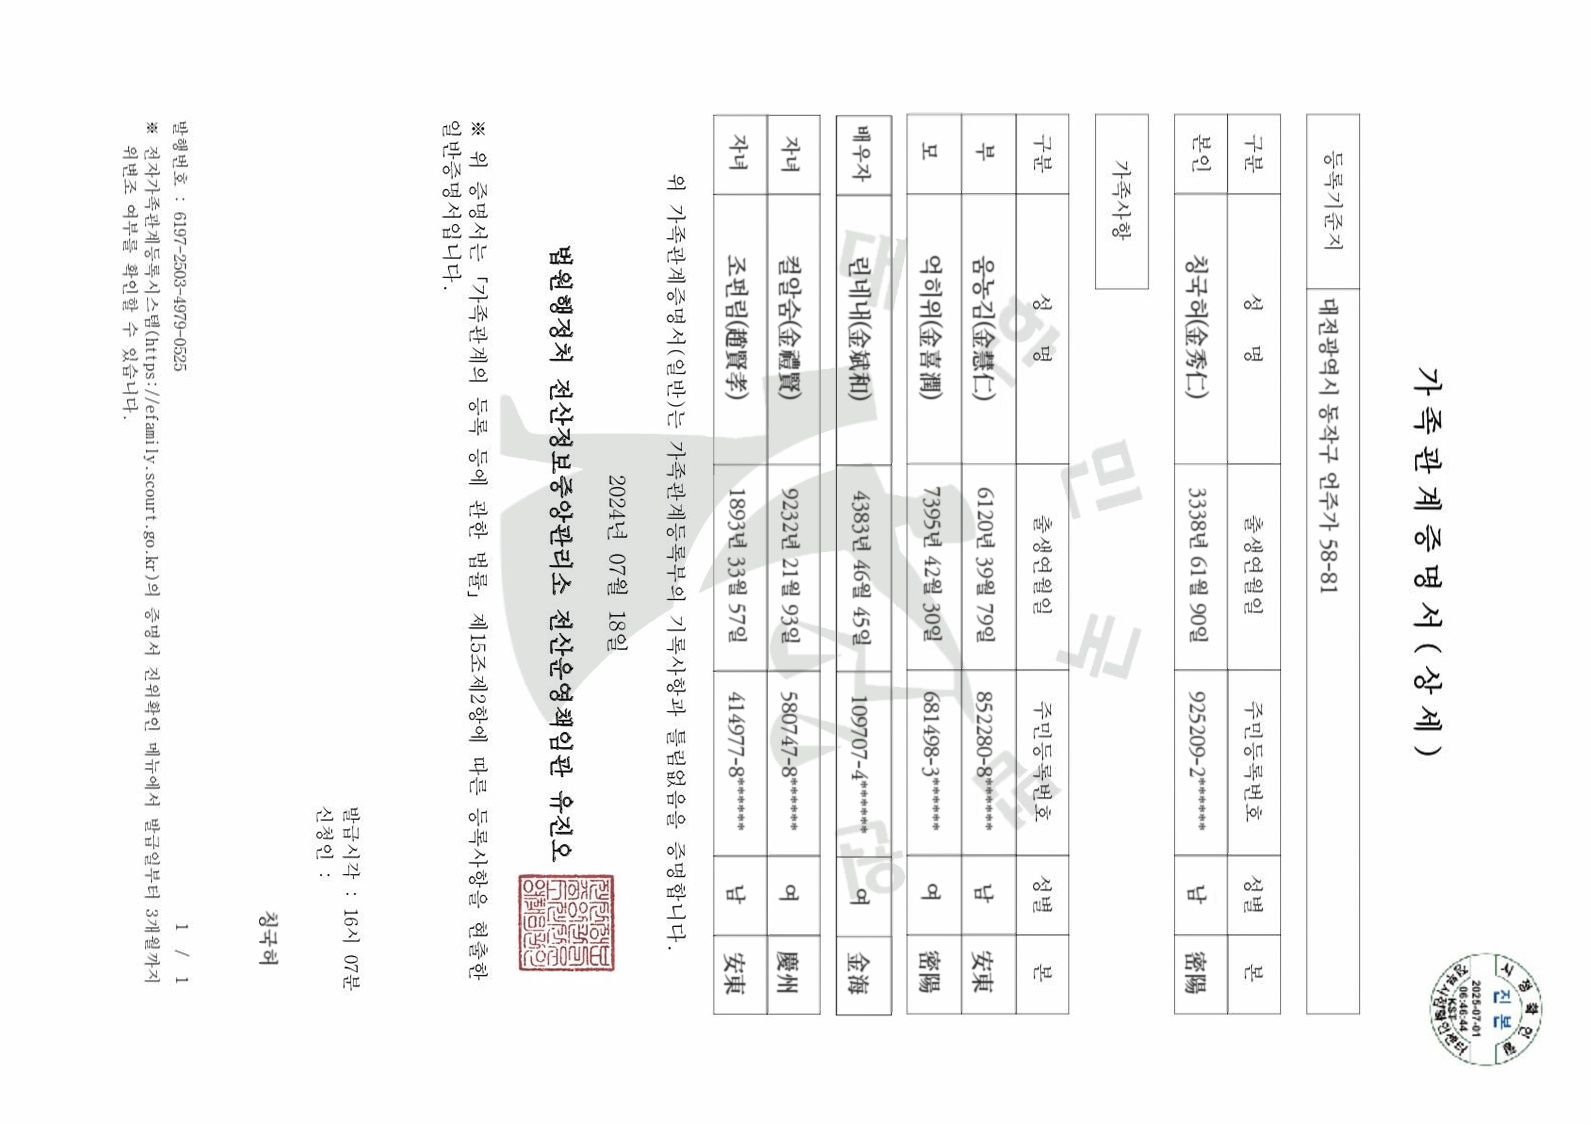 가족관계증명서(상세)
등록기준지 대전광역시 동작구 언주가 58-81
구분 성 명 출생연월일 주민등록번호 성별 본
본인 칭국허(金秀仁) 3338년 61월 90일 925209-2****** 남 密陽
가족사항
구분 성 명 출생연월일 주민등록번호 성별 본
부 움농김(金慧仁) 6120년 39월 79일 852280-8****** 남 安東
모 억히위(金喜潤) 7395년 42월 30일 681498-3****** 여 密陽
배우자 린네내(金斌和) 4383년 46월 45일 109707-4****** 여 金海
자녀 컬알숨(金禮賢) 9232년 21월 93일 580747-8****** 여 慶州
자녀 조펀림(趙賢孝) 1893년 33월 57일 414977-8****** 남 安東
위 가족관계증명서(일반)는 가족관계등록부의 기록사항과 틀림없음을 증명합니다.
2024년 07월 18일
법원행정처 전산정보중앙관리소 전산운영책임관 유진오
※ 위 증명서는 「가족관계의 등록 등에 관한 법률」 제15조제2항에 따른 등록사항을 현출한
일반증명서입니다.
발급시각 : 16시 07분
신청인 :
칭국허
발행번호 : 6197-2503-4979-0525 1 / 1
※ 전자가족관계등록시스템(https://efamily.scourt.go.kr)의 증명서 진위확인 메뉴에서 발급일부터 3개월까지
위변조 여부를 확인할 수 있습니다.
대한민국법원
시 정 확 인 필
진 본
2025-07-01
06:46:44
KST